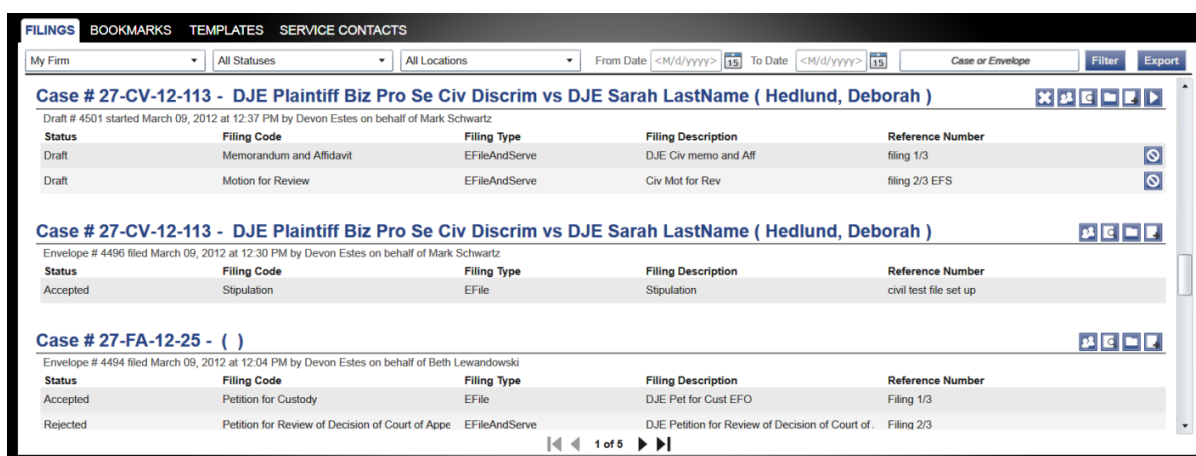 FILINGS BOOKMARKS TEMPLATES SERVICE CONTACTS
My Firm All Statuses All Locations From Date <M/d/yyyy> 15 To Date <M/d/yyyy> 15 Case or Envelope Filter Export
Case # 27-CV-12-113 - DJE Plaintiff Biz Pro Se Civ Discrim vs DJE Sarah LastName ( Hedlund, Deborah )
Draft # 4501 started March 09, 2012 at 12:37 PM by Devon Estes on behalf of Mark Schwartz
Status Filing Code Filing Type Filing Description Reference Number
Draft Memorandum and Affidavit EFileAndServe DJE Civ memo and Aff filing 1/3
Draft Motion for Review EFileAndServe Civ Mot for Rev filing 2/3 EFS
Case # 27-CV-12-113 - DJE Plaintiff Biz Pro Se Civ Discrim vs DJE Sarah LastName ( Hedlund, Deborah )
Envelope # 4496 filed March 09, 2012 at 12:30 PM by Devon Estes on behalf of Mark Schwartz
Status Filing Code Filing Type Filing Description Reference Number
Accepted Stipulation EFile Stipulation civil test file set up
Case # 27-FA-12-25 - ( )
Envelope # 4494 filed March 09, 2012 at 12:04 PM by Devon Estes on behalf of Beth Lewandowski
Status Filing Code Filing Type Filing Description Reference Number
Accepted Petition for Custody EFile DJE Pet for Cust EFO Filing 1/3
Rejected Petition for Review of Decision of Court of Appe EFileAndServe DJE Petition for Review of Decision of Court of . Filing 2/3
1 of 5